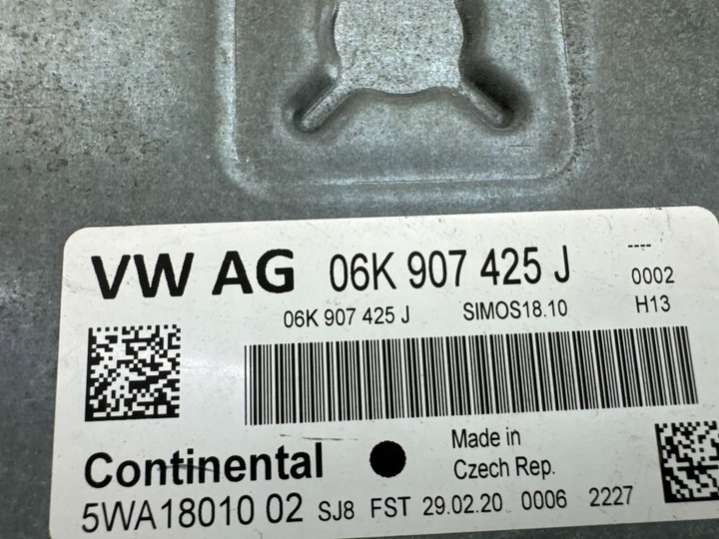 VW AG 06K 907 425 J ----
0002
06K 907 425 J SIMOS18.10 H13
Continental Made in
Czech Rep.
5WA18010 02 SJ8 FST 29.02.20 0006 2227